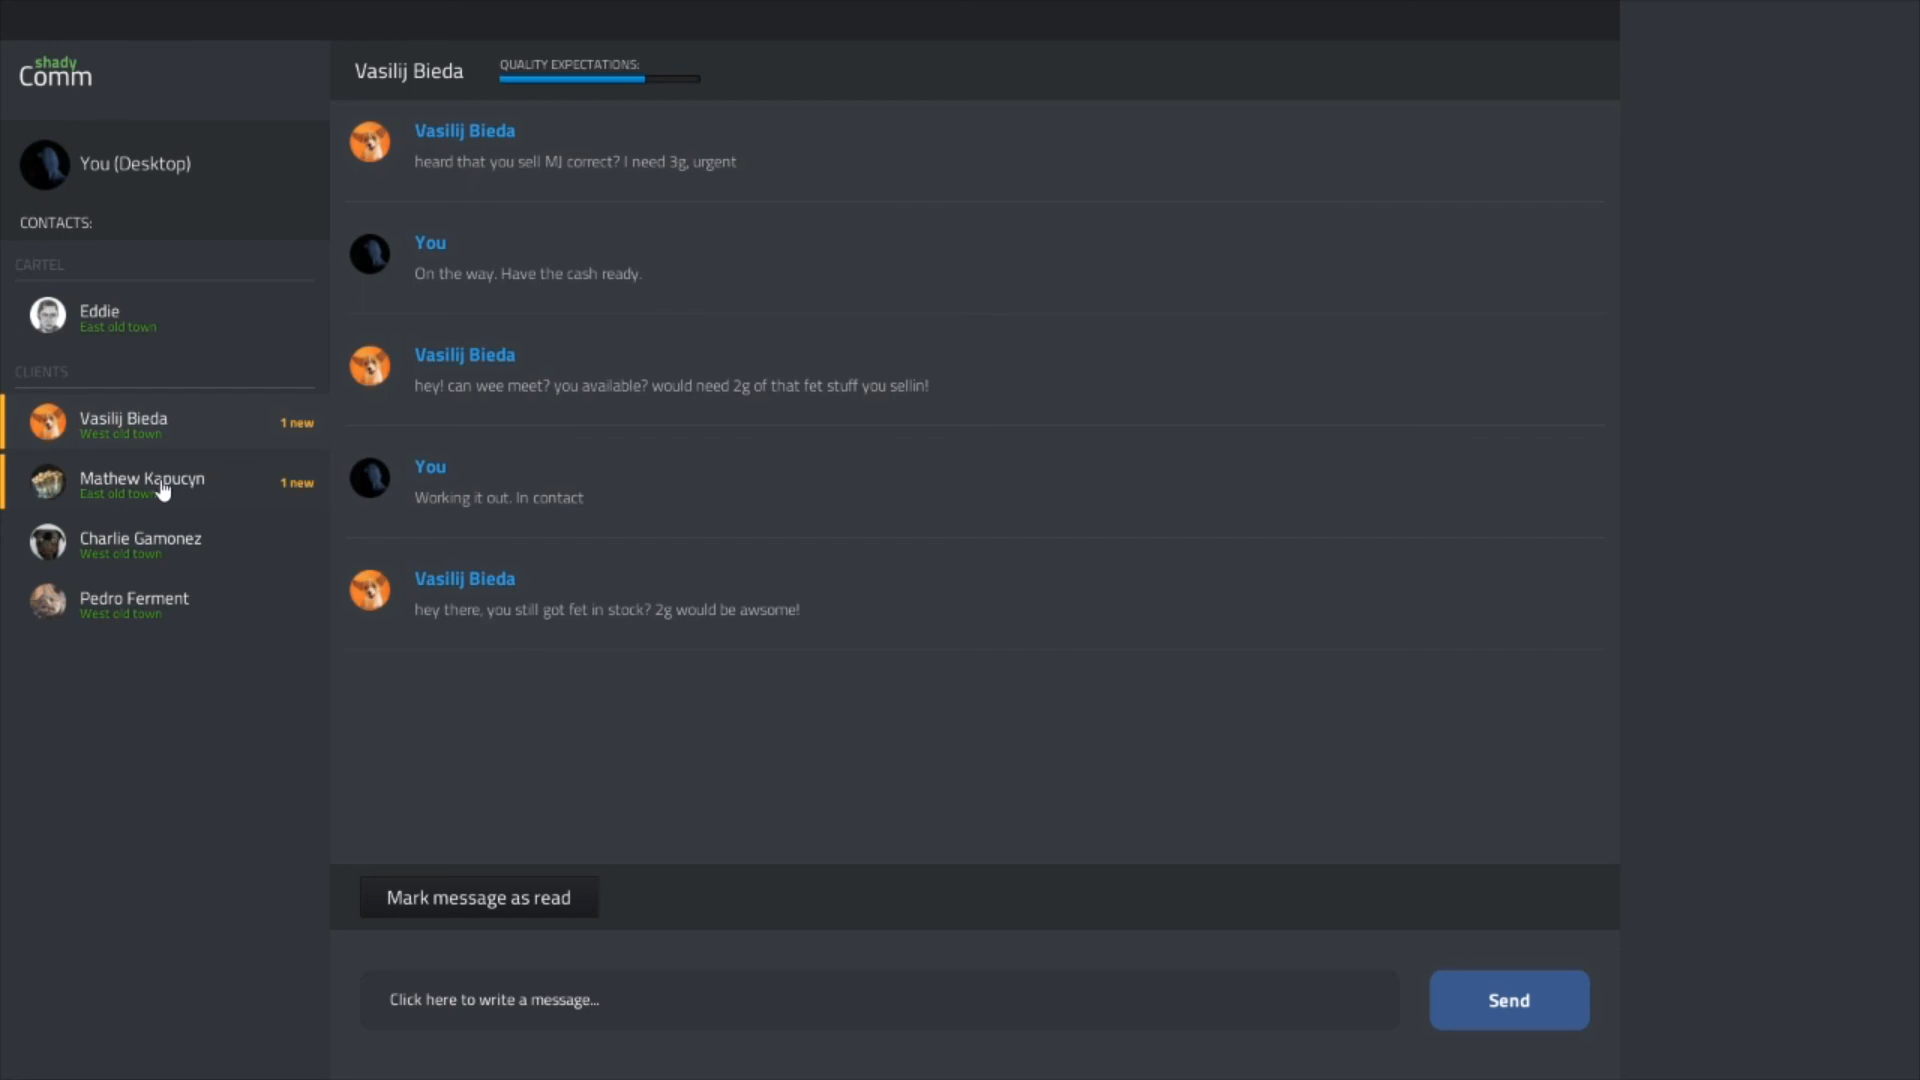 shady
Comm
You (Desktop)
CONTACTS:
CARTEL
Eddie
East old town
CLIENTS
Vasilij Bieda
West old town
1 new
Mathew Kapucyn
East old town
1 new
Charlie Gamonez
West old town
Pedro Ferment
West old town
Vasilij Bieda
QUALITY EXPECTATIONS:
Vasilij Bieda
heard that you sell MJ correct? I need 3g, urgent
You
On the way. Have the cash ready.
Vasilij Bieda
hey! can wee meet? you available? would need 2g of that fet stuff you sellin!
You
Working it out. In contact
Vasilij Bieda
hey there, you still got fet in stock? 2g would be awsome!
Mark message as read
Click here to write a message...
Send